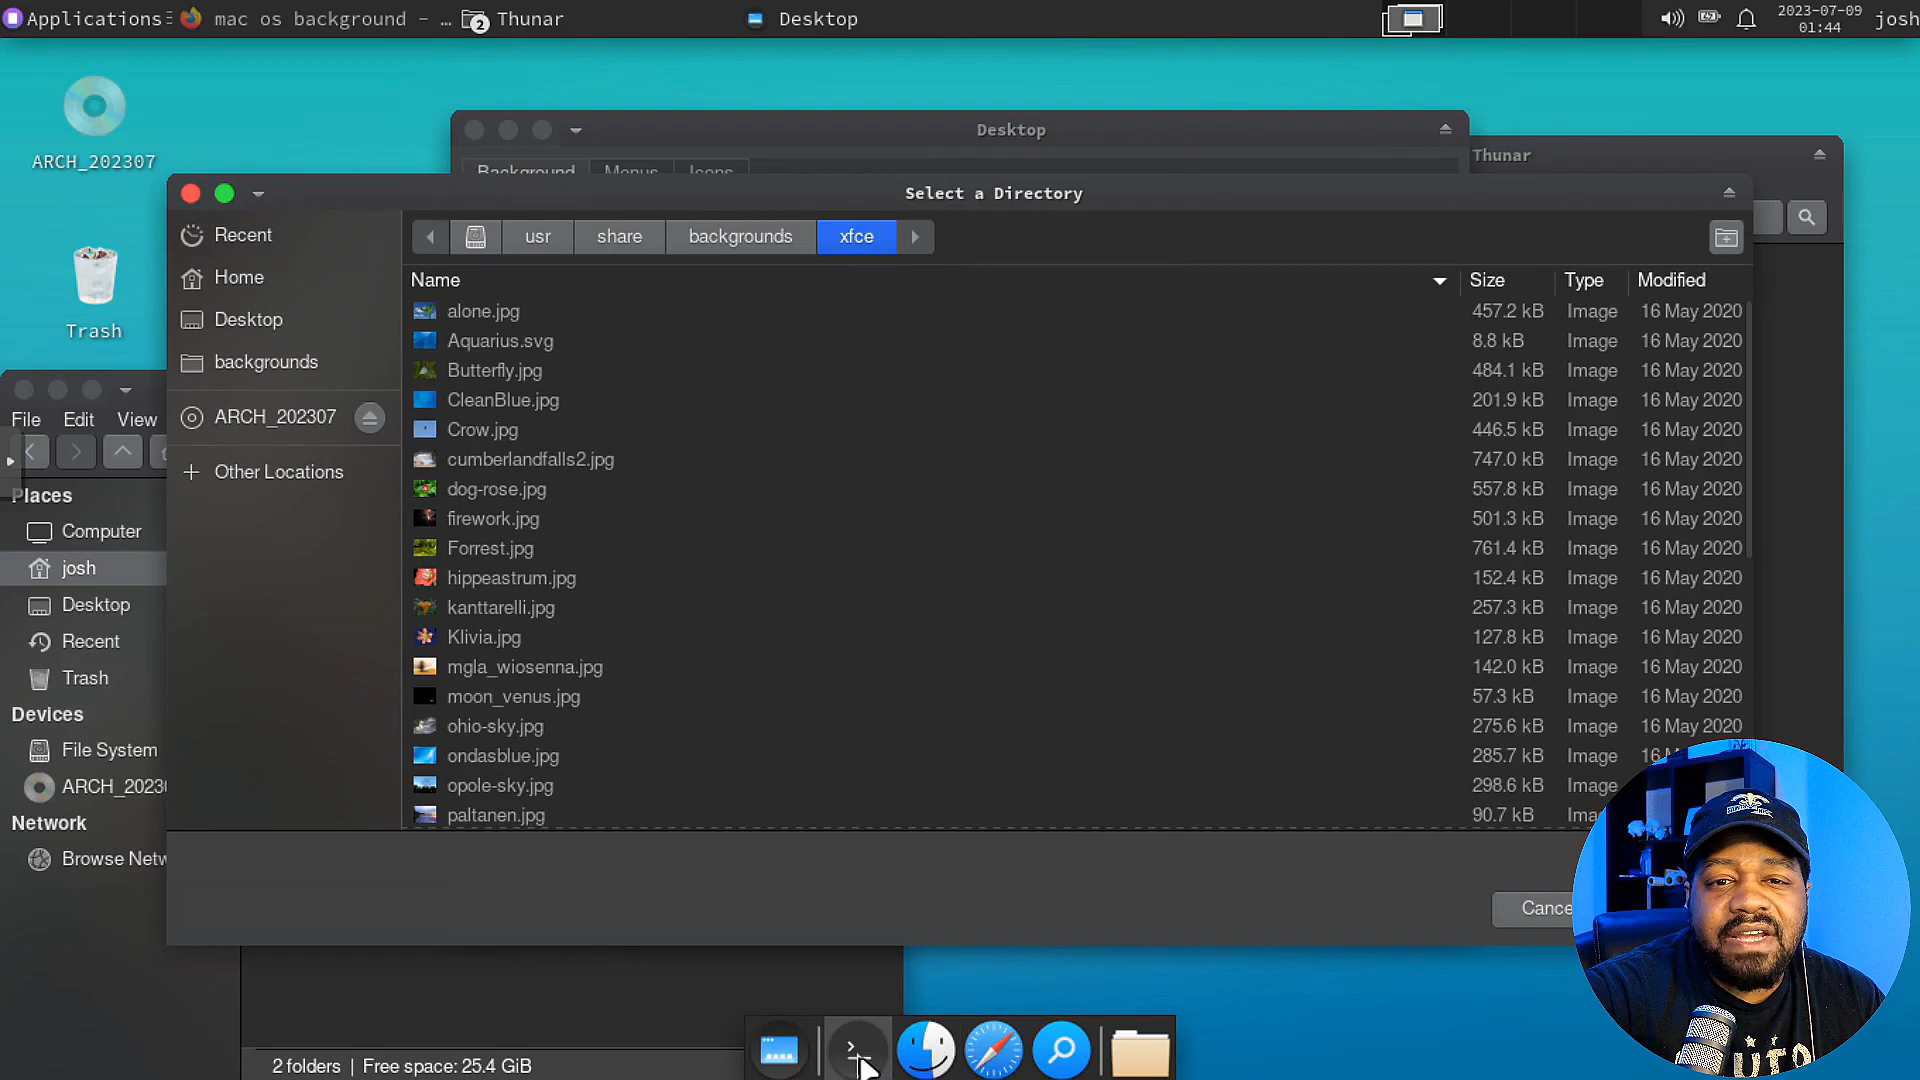 Applications
mac os background - ...
2
Thunar
Desktop
2023-07-09
01:44
josh
ARCH_202307
Trash
Desktop
Background
Menus
Icons
Thunar
Select a Directory
Recent
Home
Desktop
backgrounds
ARCH_202307
Other Locations
usr
share
backgrounds
xfce
Name
Size
Type
Modified
alone.jpg 457.2 kB Image 16 May 2020
Aquarius.svg 8.8 kB Image 16 May 2020
Butterfly.jpg 484.1 kB Image 16 May 2020
CleanBlue.jpg 201.9 kB Image 16 May 2020
Crow.jpg 446.5 kB Image 16 May 2020
cumberlandfalls2.jpg 747.0 kB Image 16 May 2020
dog-rose.jpg 557.8 kB Image 16 May 2020
firework.jpg 501.3 kB Image 16 May 2020
Forrest.jpg 761.4 kB Image 16 May 2020
hippeastrum.jpg 152.4 kB Image 16 May 2020
kanttarelli.jpg 257.3 kB Image 16 May 2020
Klivia.jpg 127.8 kB Image 16 May 2020
mgla_wiosenna.jpg 142.0 kB Image 16 May 2020
moon_venus.jpg 57.3 kB Image 16 May 2020
ohio-sky.jpg 275.6 kB Image 16 May 2020
ondasblue.jpg 285.7 kB Image 16
opole-sky.jpg 298.6 kB Image
paltanen.jpg 90.7 kB Ima
Cance
File
Edit
View
Places
Computer
josh
Desktop
Recent
Trash
Devices
File System
ARCH_20230
Network
Browse Netw
2 folders | Free space: 25.4 GiB